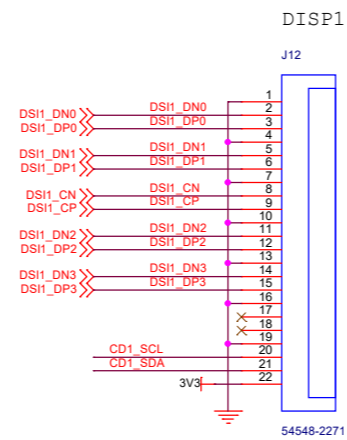 DISP1
J12
1
DSI1_DN0 DSI1_DN0 2
DSI1_DP0 DSI1_DP0 3
4
DSI1_DN1 DSI1_DN1 5
DSI1_DP1 DSI1_DP1 6
7
DSI1_CN DSI1_CN 8
DSI1_CP DSI1_CP 9
10
DSI1_DN2 DSI1_DN2 11
DSI1_DP2 DSI1_DP2 12
13
DSI1_DN3 DSI1_DN3 14
DSI1_DP3 DSI1_DP3 15
16
17
18
19
CD1_SCL 20
CD1_SDA 21
3V3 22
54548-2271